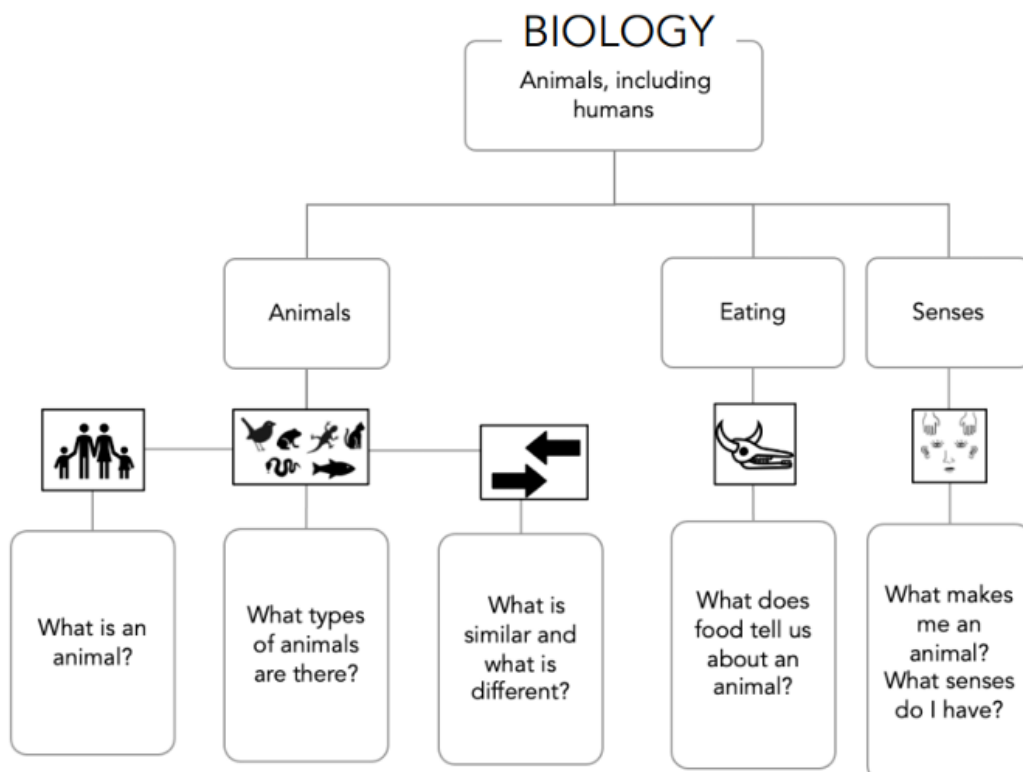 BIOLOGY
Animals, including
humans
Animals
Eating
Senses
What is an
animal?
What types
of animals
are there?
What is
similar and
what is
different?
What does
food tell us
about an
animal?
What makes
me an
animal?
What senses
do I have?